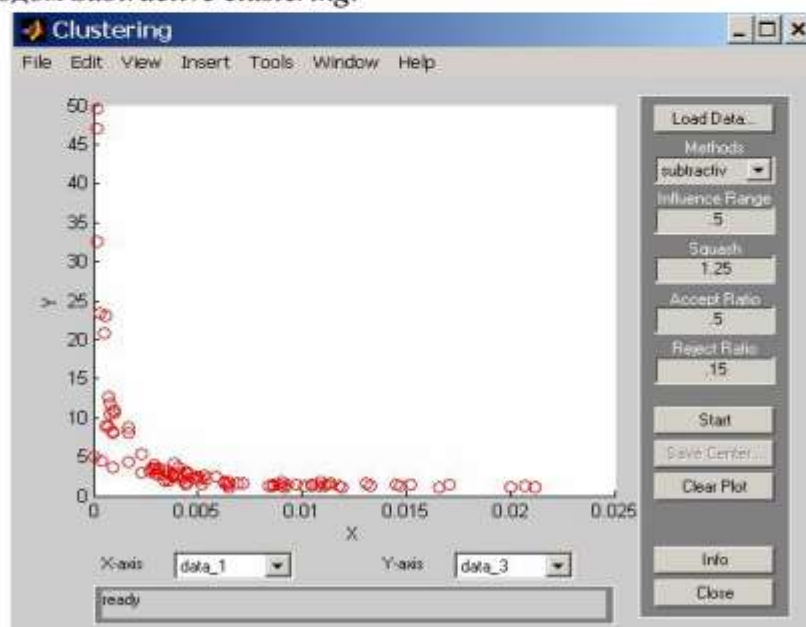 subtractive clustering.
Clustering
File Edit View Insert Tools Window Help
50
45
40
35
30
25
20
15
10
5
0
Y
0 0.005 0.01 0.015 0.02 0.025
X
X-axis data_1 Y-axis data_3
ready
Load Data...
Methods
subtractiv
Influence Range
.5
Squash
1.25
Accept Ratio
.5
Reject Ratio
.15
Start
Save Center...
Clear Plot
Info
Close